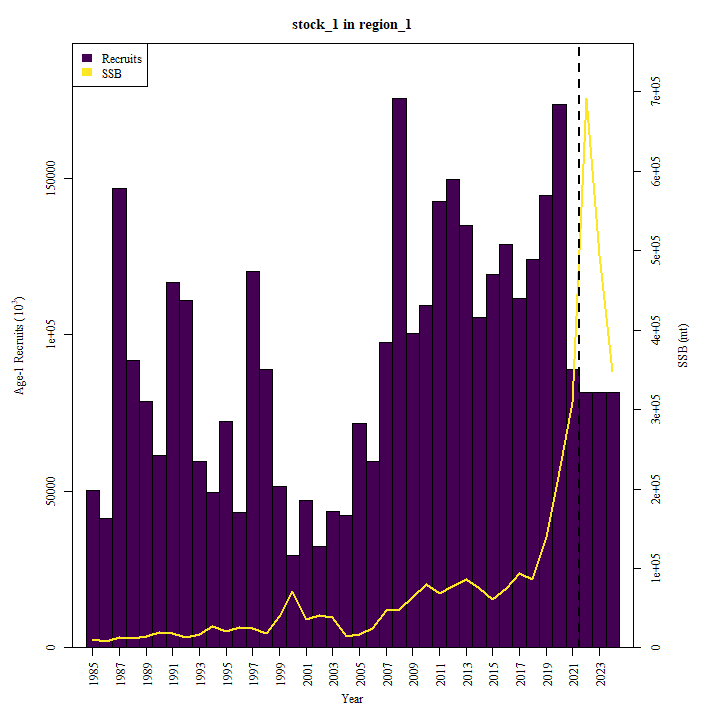 stock_1 in region_1
Recruits
SSB
Age-1 Recruits (10³)
0
50000
1e+05
150000
0
1e+05
2e+05
3e+05
4e+05
5e+05
6e+05
7e+05
SSB (mt)
1985 1987 1989 1991 1993 1995 1997 1999 2001 2003 2005 2007 2009 2011 2013 2015 2017 2019 2021 2023
Year